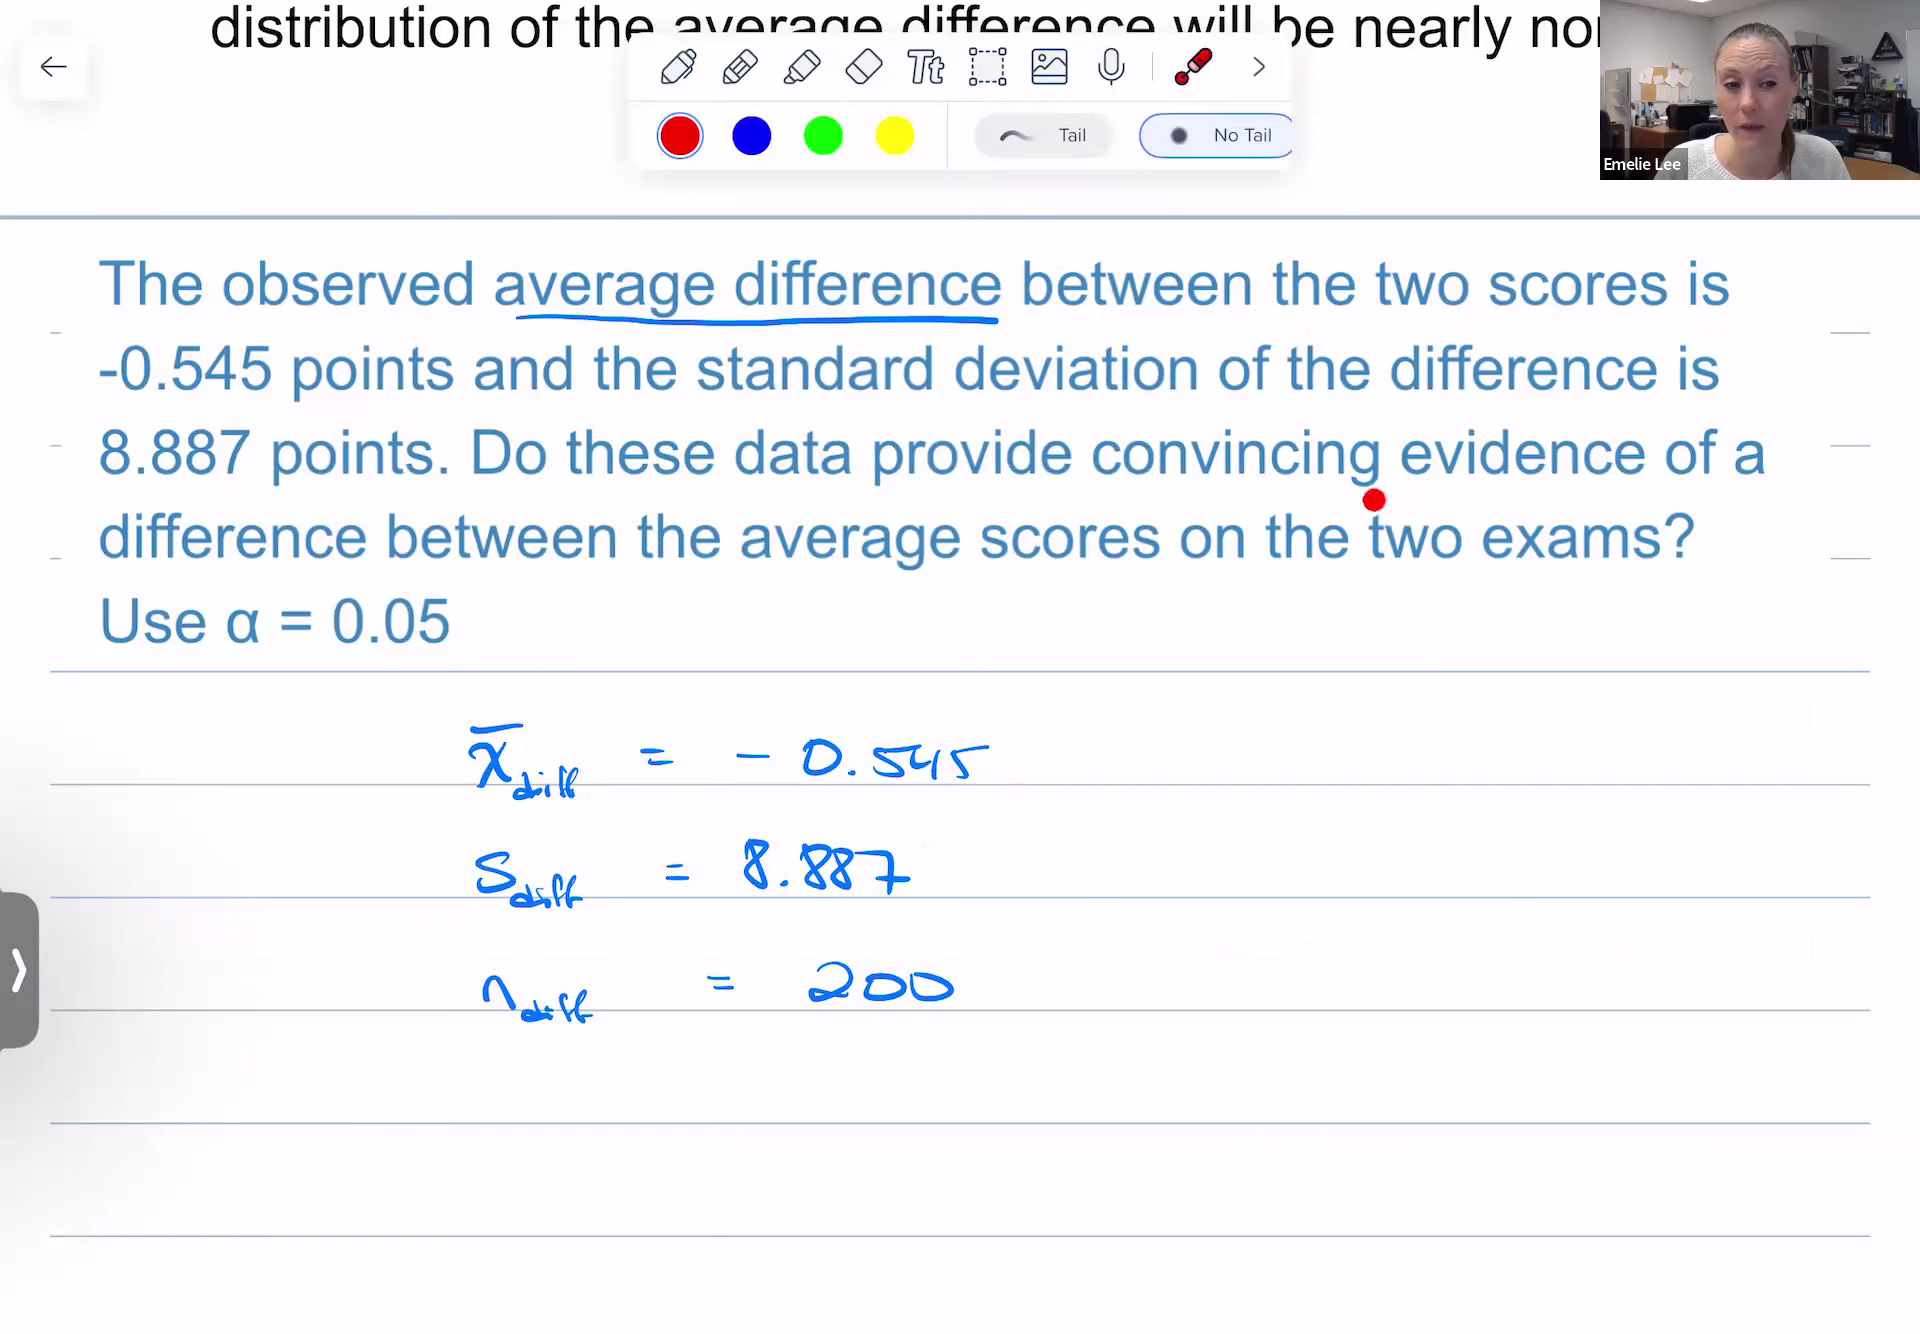 distribution of the average difference will be nearly no
Tt
Tail
No Tail
Emelie Lee
The observed average difference between the two scores is
-0.545 points and the standard deviation of the difference is
8.887 points. Do these data provide convincing evidence of a
difference between the average scores on the two exams?
Use α = 0.05
x̄diff = - 0.545
Sdiff = 8.887
ndiff = 200